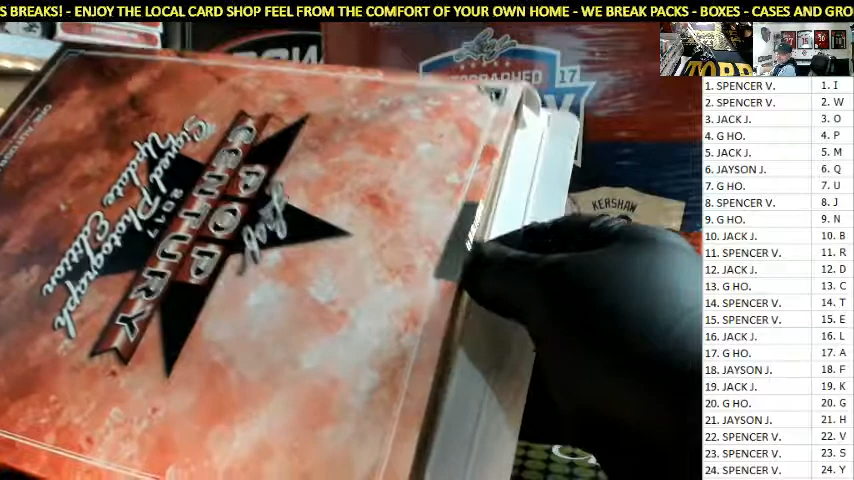 S BREAKS! - ENJOY THE LOCAL CARD SHOP FEEL FROM THE COMFORT OF YOUR OWN HOME - WE BREAK PACKS - BOXES - CASES AND GRO
Leaf
POP
CENTURY
2017
Signed Photograph
Update Edition
Leaf
AUTOGRAPHED
17
KERSHAW
1. SPENCER V. 1. I
2. SPENCER V. 2. W
3. JACK J. 3. O
4. G HO. 4. P
5. JACK J. 5. M
6. JAYSON J. 6. Q
7. G HO. 7. U
8. SPENCER V. 8. J
9. G HO. 9. N
10. JACK J. 10. B
11. SPENCER V. 11. R
12. JACK J. 12. D
13. G HO. 13. C
14. SPENCER V. 14. T
15. SPENCER V. 15. E
16. JACK J. 16. L
17. G HO. 17. A
18. JAYSON J. 18. F
19. JACK J. 19. K
20. G HO. 20. G
21. JAYSON J. 21. H
22. SPENCER V. 22. V
23. SPENCER V. 23. S
24. SPENCER V. 24. Y